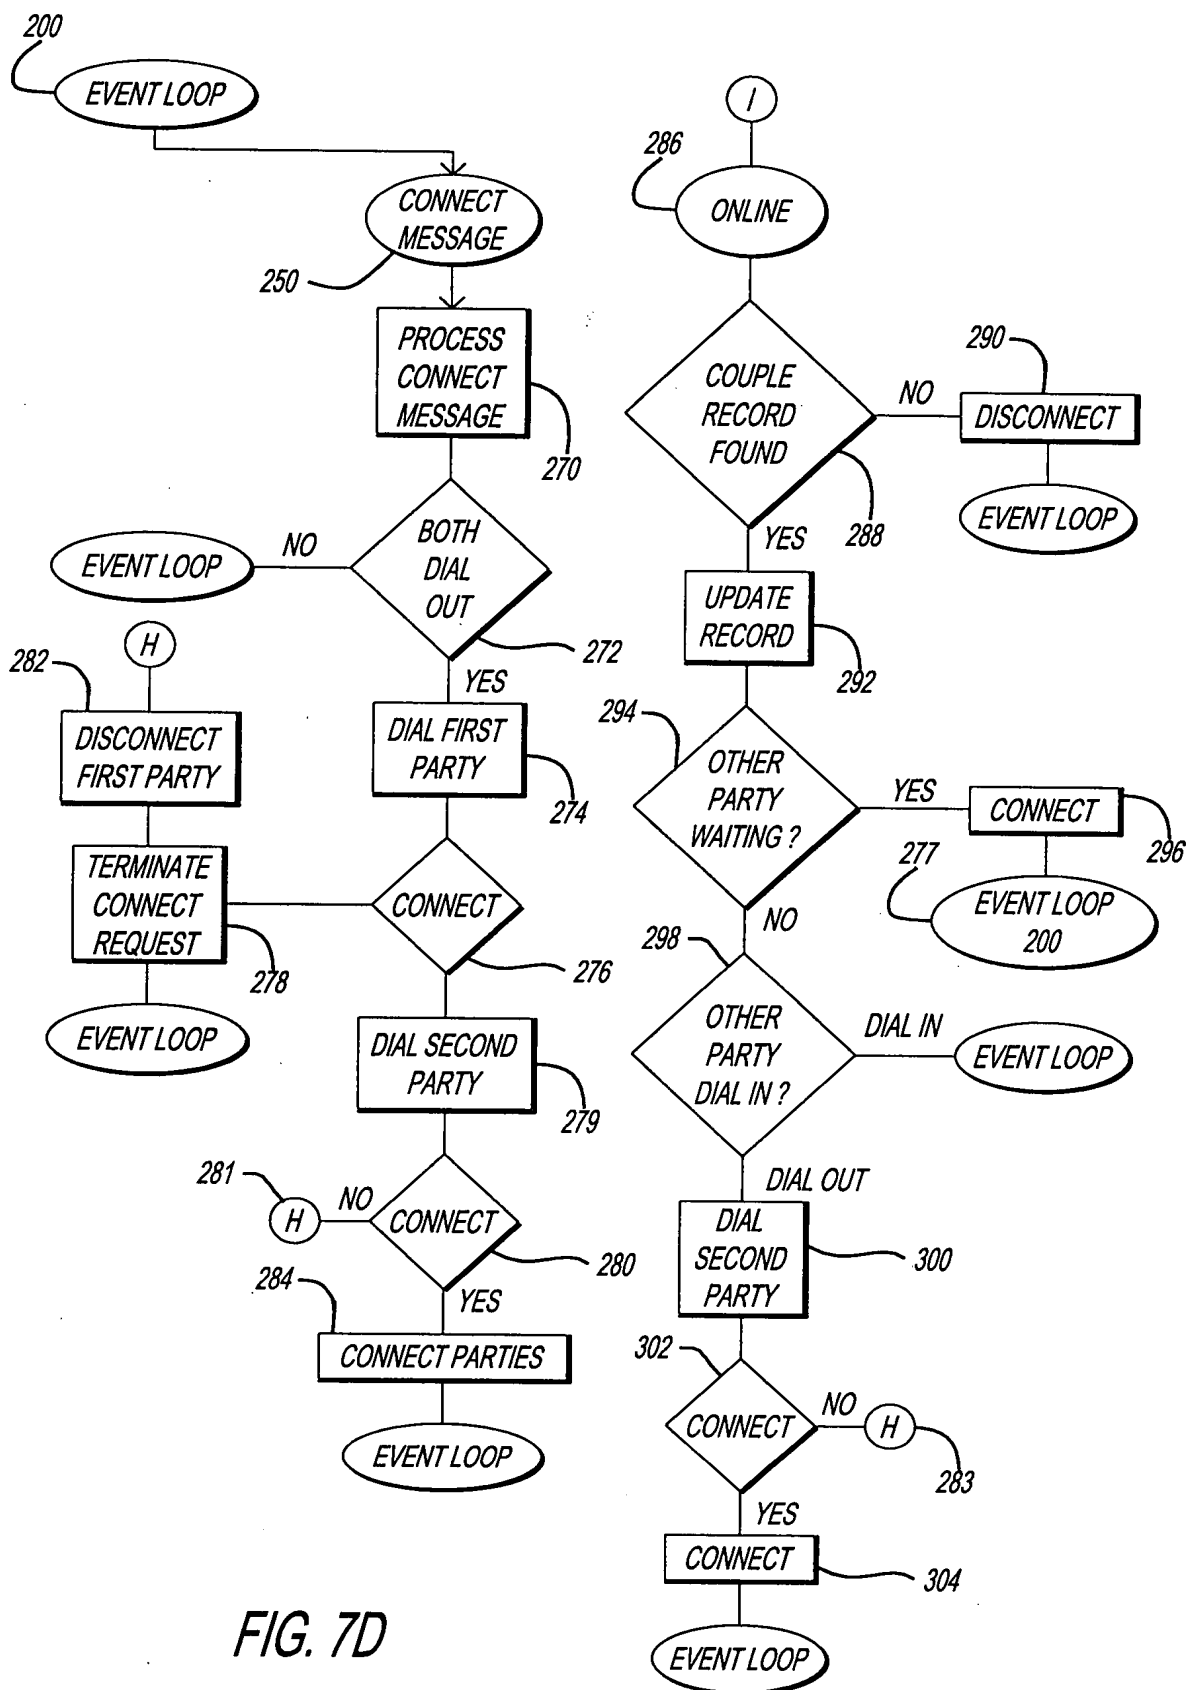 200
EVENT LOOP
CONNECT
MESSAGE
250
PROCESS
CONNECT
MESSAGE
270
BOTH
DIAL
OUT
272
NO
EVENT LOOP
YES
H
282
DISCONNECT
FIRST PARTY
DIAL FIRST
PARTY
274
TERMINATE
CONNECT
REQUEST
278
CONNECT
276
EVENT LOOP
DIAL SECOND
PARTY
279
281
H
NO
CONNECT
280
YES
284
CONNECT PARTIES
EVENT LOOP
I
286
ONLINE
COUPLE
RECORD
FOUND
288
NO
290
DISCONNECT
EVENT LOOP
YES
UPDATE
RECORD
292
294
OTHER
PARTY
WAITING ?
YES
CONNECT
296
277
EVENT LOOP
200
NO
298
OTHER
PARTY
DIAL IN ?
DIAL IN
EVENT LOOP
DIAL OUT
DIAL
SECOND
PARTY
300
302
CONNECT
NO
H
283
YES
CONNECT
304
EVENT LOOP
FIG. 7D